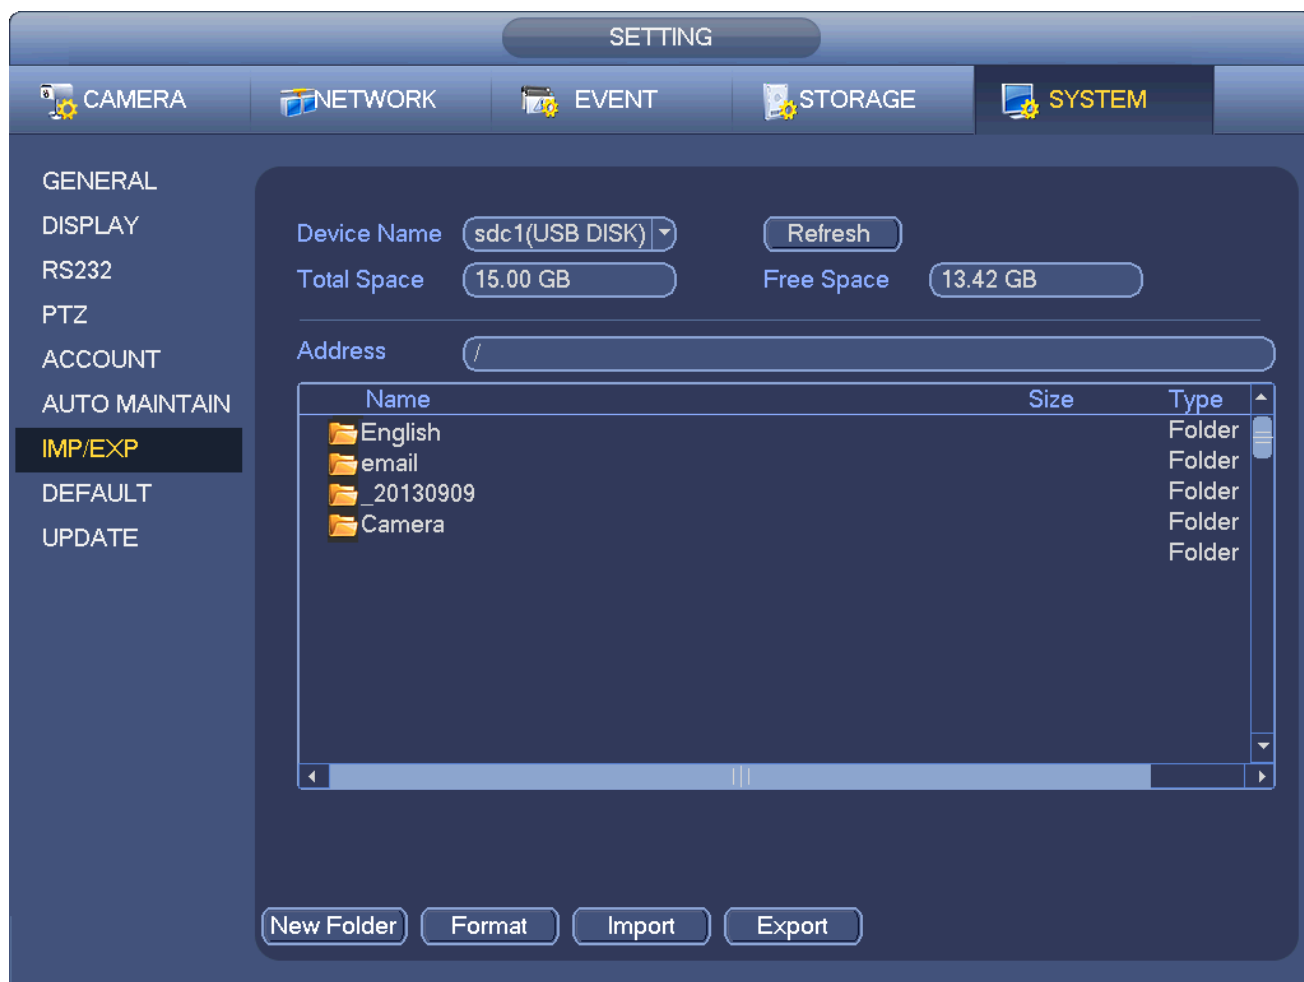 SETTING
CAMERA NETWORK EVENT STORAGE SYSTEM
GENERAL
DISPLAY
RS232
PTZ
ACCOUNT
AUTO MAINTAIN
IMP/EXP
DEFAULT
UPDATE
Device Name sdc1(USB DISK) Refresh
Total Space 15.00 GB Free Space 13.42 GB
Address /
Name Size Type
English Folder
email Folder
_20130909 Folder
Camera Folder
Folder
New Folder Format Import Export